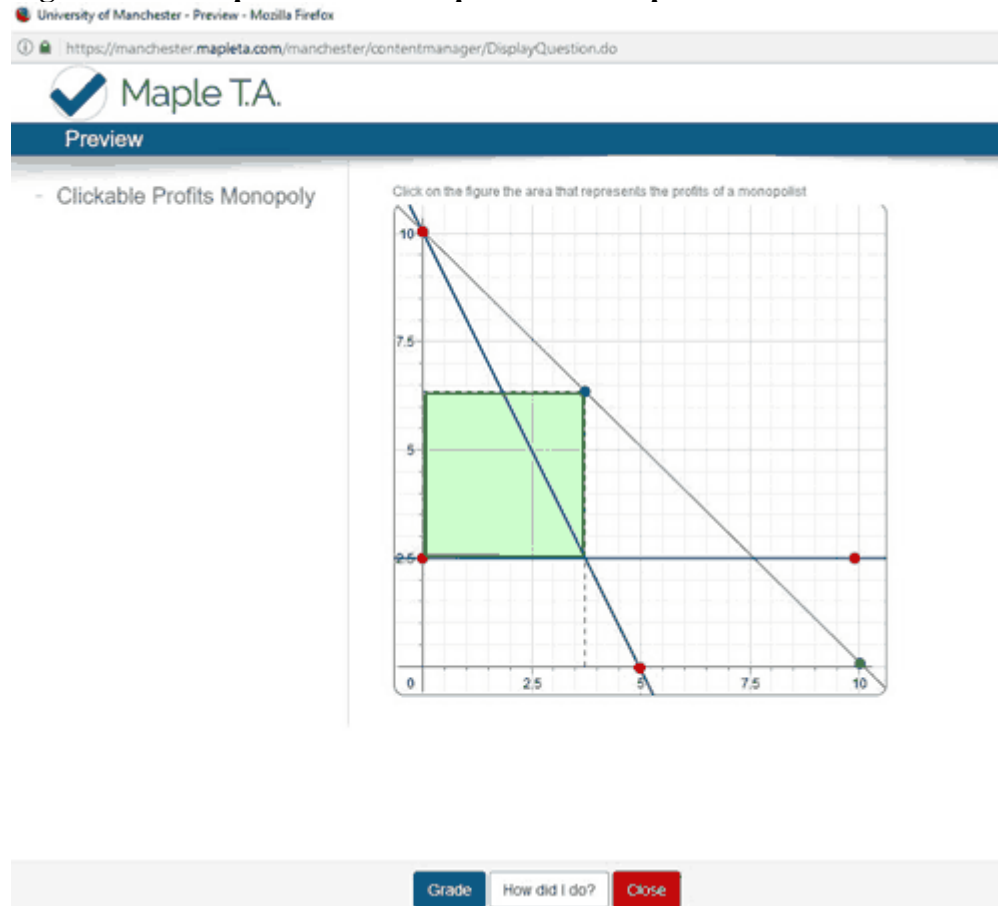 University of Manchester - Preview - Mozilla Firefox
https://manchester.mapleta.com/manchester/contentmanager/DisplayQuestion.do
Maple T.A.
Preview
- Clickable Profits Monopoly
Click on the figure the area that represents the profits of a monopolist
10
7.5
5
2.5
0 2.5 5 7.5 10
Grade How did I do? Close